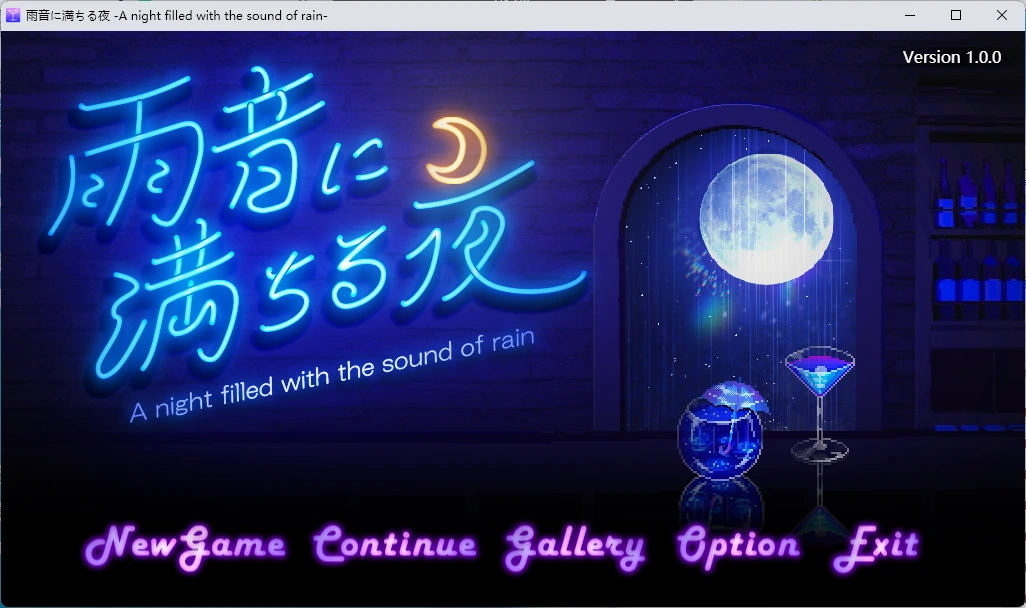 雨音に満ちる夜 -A night filled with the sound of rain-
Version 1.0.0
雨音に
満ちる夜
A night filled with the sound of rain
NewGame Continue Gallery Option Exit